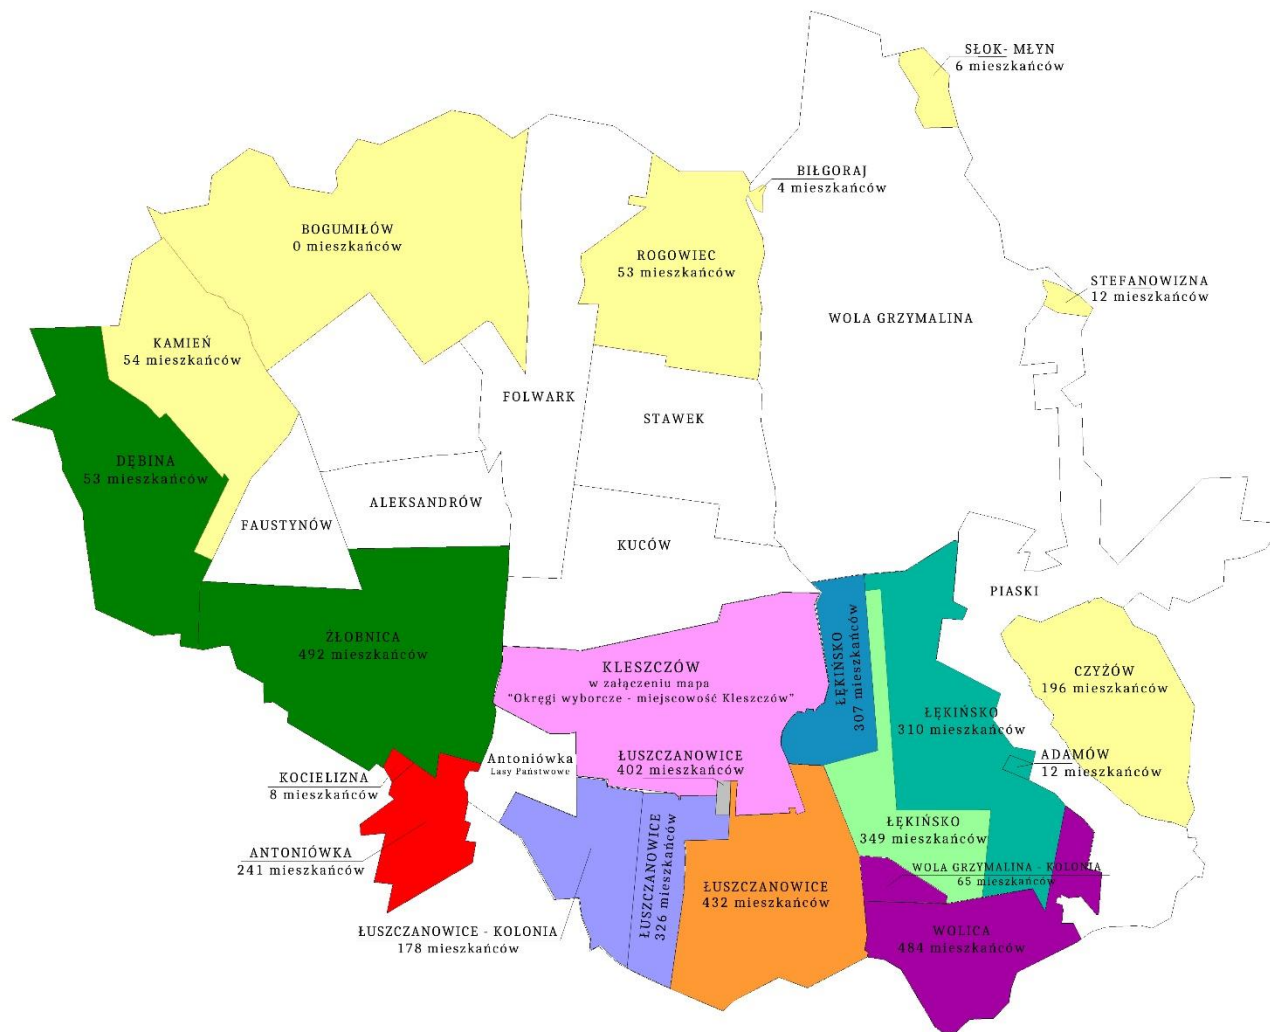 SŁOK- MŁYN
6 mieszkańców
BIŁGORAJ
4 mieszkańców
BOGUMIŁÓW
0 mieszkańców
ROGOWIEC
53 mieszkańców
STEFANOWIZNA
12 mieszkańców
WOLA GRZYMALINA
KAMIEŃ
54 mieszkańców
FOLWARK
STAWEK
DĘBINA
53 mieszkańców
ALEKSANDRÓW
FAUSTYNÓW
KUCÓW
PIASKI
ŻŁOBNICA
492 mieszkańców
KLESZCZÓW
w załączeniu mapa
"Okręgi wyborcze - miejscowość Kleszczów"
ŁĘKIŃSKO
307 mieszkańców
CZYŻÓW
196 mieszkańców
ŁĘKIŃSKO
310 mieszkańców
Antoniówka
Lasy Państwowe
ŁUSZCZANOWICE
402 mieszkańców
ADAMÓW
12 mieszkańców
KOCIELIZNA
8 mieszkańców
ŁĘKIŃSKO
349 mieszkańców
ANTONIÓWKA
241 mieszkańców
ŁUSZCZANOWICE
326 mieszkańców
WOLA GRZYMALINA - KOLONIA
65 mieszkańców
ŁUSZCZANOWICE
432 mieszkańców
ŁUSZCZANOWICE - KOLONIA
178 mieszkańców
WOLICA
484 mieszkańców